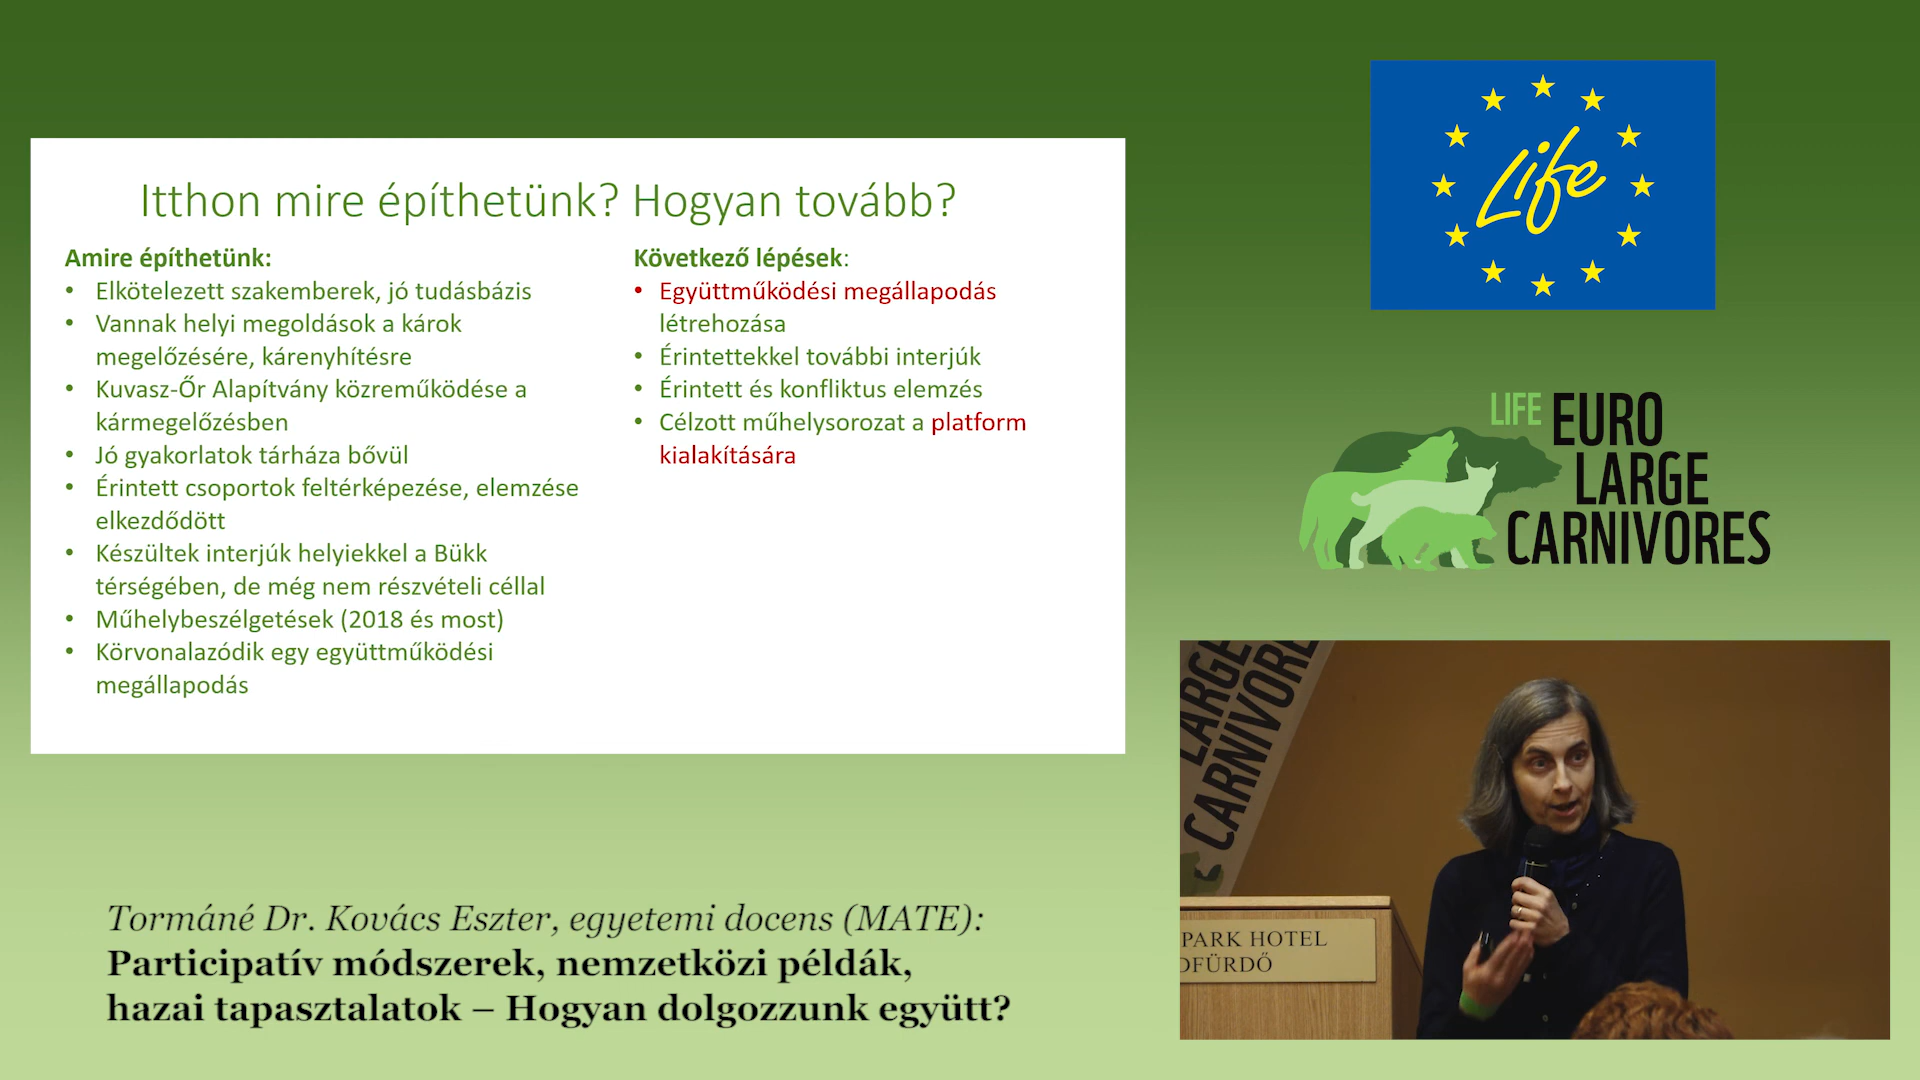 Itthon mire építhetünk? Hogyan tovább?
Amire építhetünk:
• Elkötelezett szakemberek, jó tudásbázis
• Vannak helyi megoldások a károk
megelőzésére, kárenyhítésre
• Kuvasz-Őr Alapítvány közreműködése a
kármegelőzésben
• Jó gyakorlatok tárháza bővül
• Érintett csoportok feltérképezése, elemzése
elkezdődött
• Készültek interjúk helyiekkel a Bükk
térségében, de még nem részvételi céllal
• Műhelybeszélgetések (2018 és most)
• Körvonalazódik egy együttműködési
megállapodás
Következő lépések:
• Együttműködési megállapodás
létrehozása
• Érintettekkel további interjúk
• Érintett és konfliktus elemzés
• Célzott műhelysorozat a platform
kialakítására
Life
LIFE EURO
LARGE
CARNIVORES
LARGE
CARNIVORE
PARK HOTEL
OFÜRDŐ
Tormáné Dr. Kovács Eszter, egyetemi docens (MATE):
Participatív módszerek, nemzetközi példák,
hazai tapasztalatok – Hogyan dolgozzunk együtt?